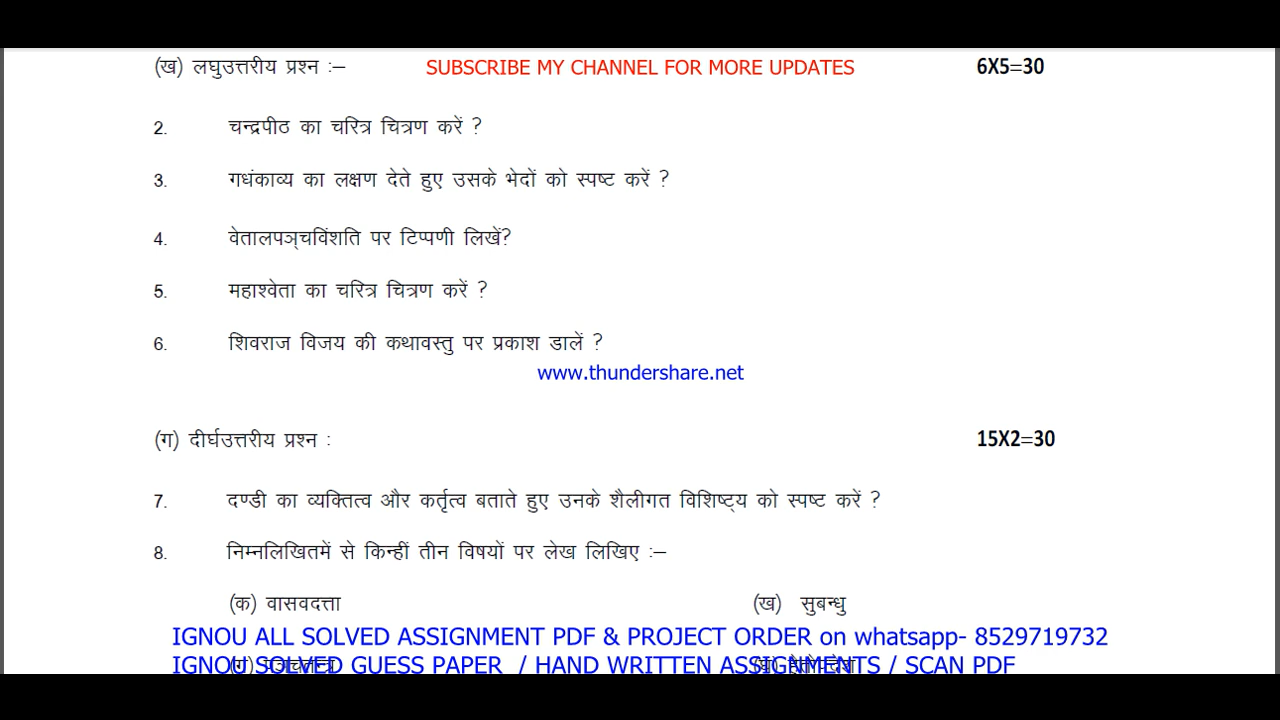 (ख) लघुउत्तरीय प्रश्न :– SUBSCRIBE MY CHANNEL FOR MORE UPDATES 6X5=30
2. चन्द्रपीठ का चरित्र चित्रण करें ?
3. गधंकाव्य का लक्षण देते हुए उसके भेदों को स्पष्ट करें ?
4. वेतालपञ्चविंशति पर टिप्पणी लिखें?
5. महाश्वेता का चरित्र चित्रण करें ?
6. शिवराज विजय की कथावस्तु पर प्रकाश डालें ?
www.thundershare.net
(ग) दीर्घउत्तरीय प्रश्न : 15X2=30
7. दण्डी का व्यक्तित्व और कर्तृत्व बताते हुए उनके शैलीगत विशिष्ट्य को स्पष्ट करें ?
8. निम्नलिखितमें से किन्हीं तीन विषयों पर लेख लिखिए :–
(क) वासवदत्ता (ख) सुबन्धु
IGNOU ALL SOLVED ASSIGNMENT PDF & PROJECT ORDER on whatsapp- 8529719732
IGNOU SOLVED GUESS PAPER / HAND WRITTEN ASSIGNMENTS / SCAN PDF
(ग)